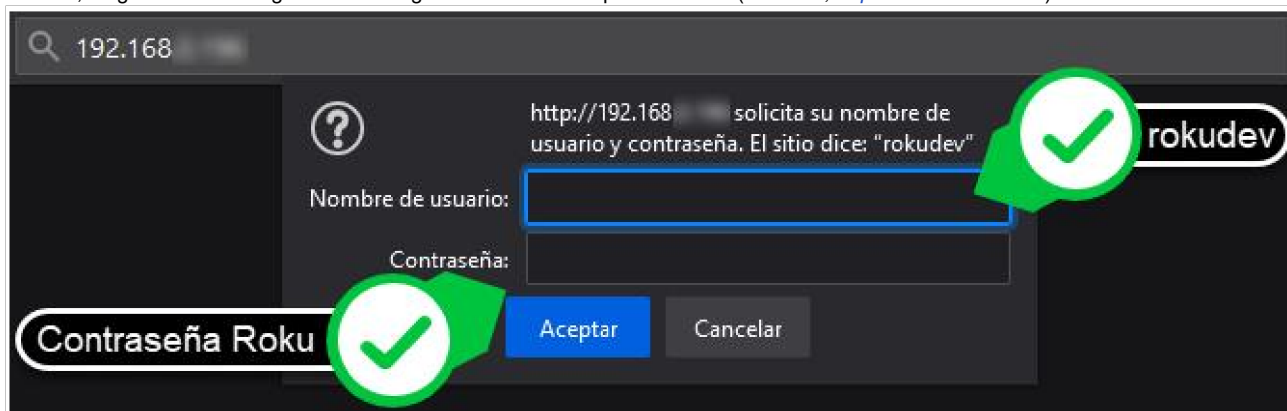 192.168
http://192.168 solicita su nombre de
usuario y contraseña. El sitio dice: “rokudev”
rokudev
Nombre de usuario:
Contraseña:
Contraseña Roku
Aceptar Cancelar